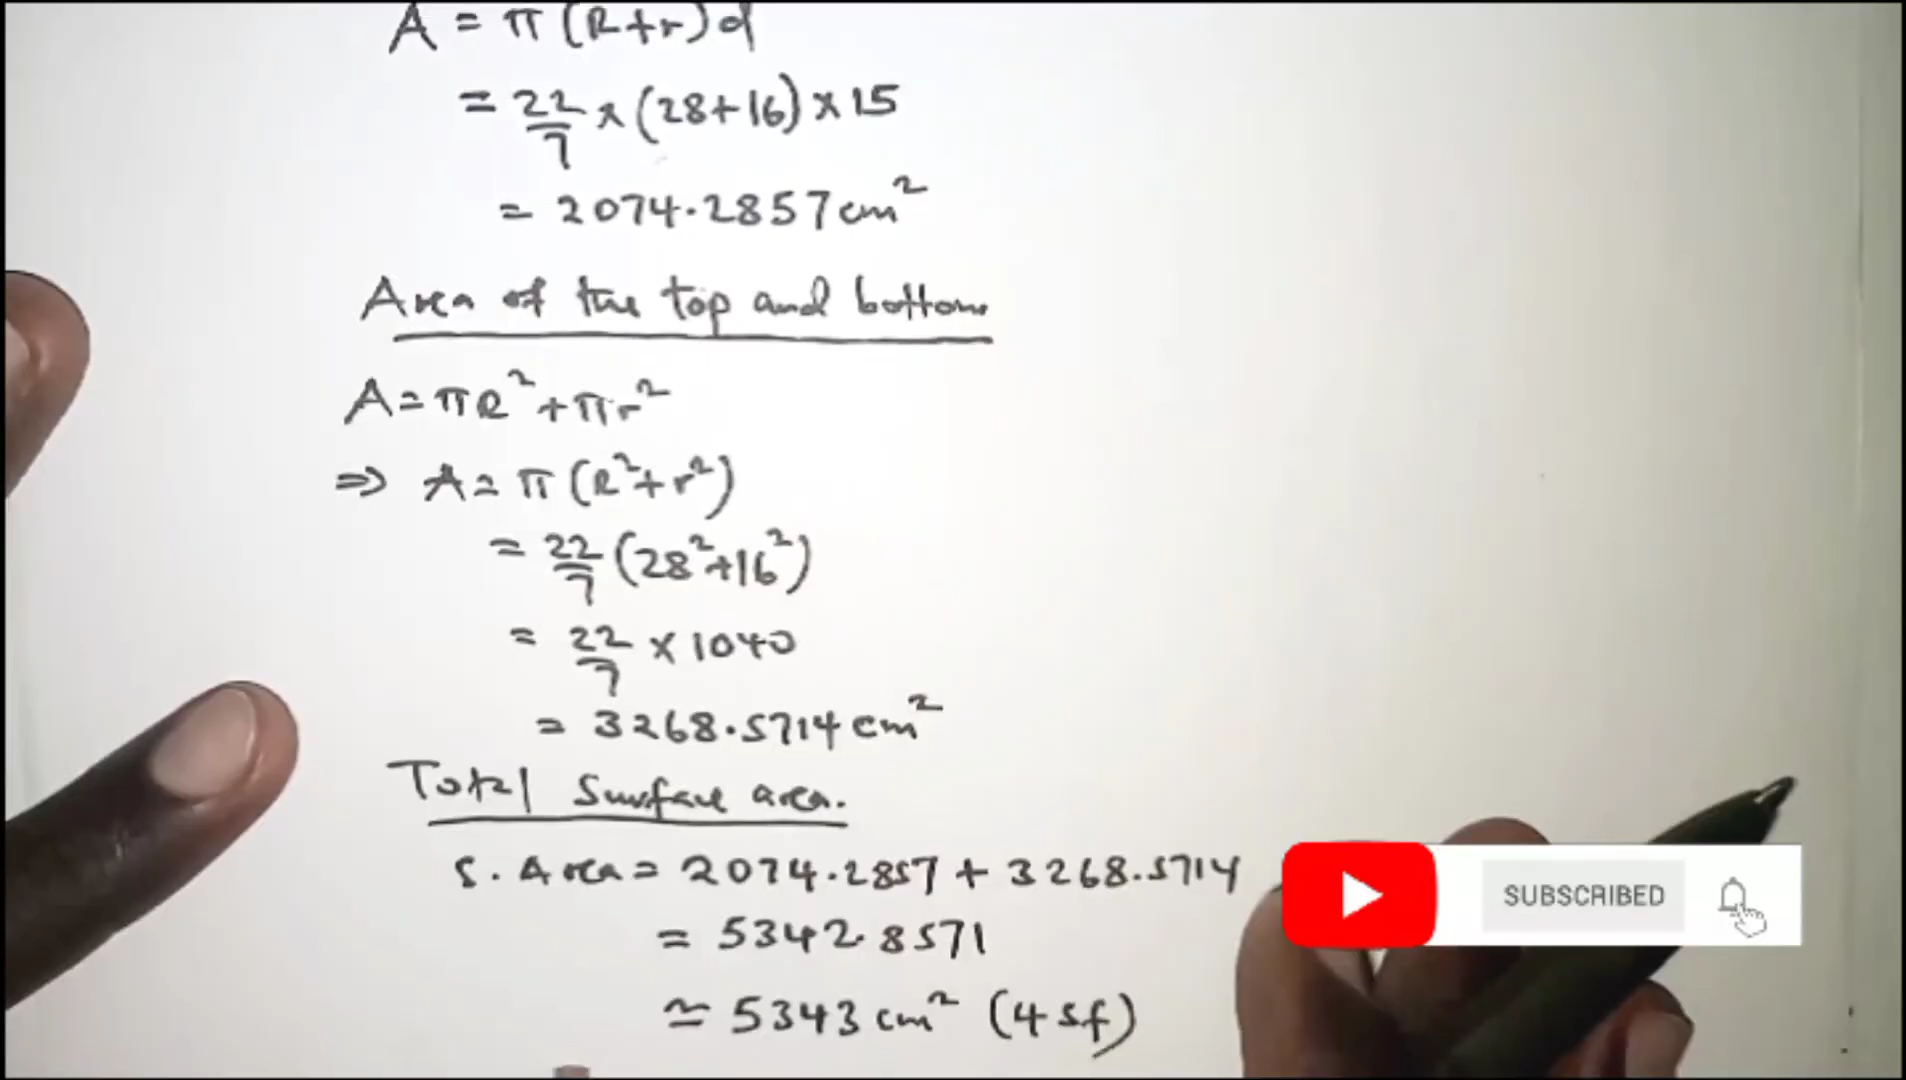 A = π (R+r)d
= 22/7 × (28+16) × 15
= 2074.2857 cm²
Area of the top and bottom
A = πR² + πr²
⇒ A = π (R²+r²)
= 22/7 (28²+16²)
= 22/7 × 1040
= 3268.5714 cm²
Total surface area.
S. Area = 2074.2857 + 3268.5714
= 5342.8571
≃ 5343 cm² (4 sf)
SUBSCRIBED